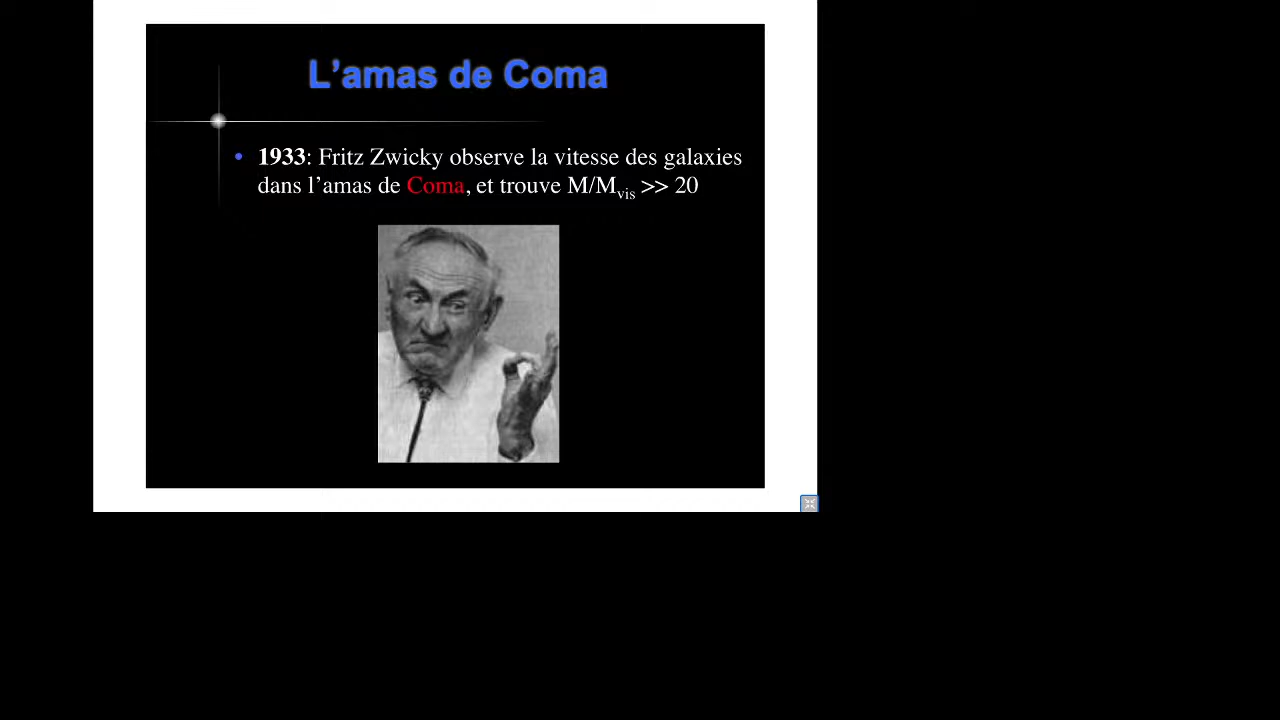 L’amas de Coma
• 1933: Fritz Zwicky observe la vitesse des galaxies
dans l’amas de Coma, et trouve M/Mvis >> 20